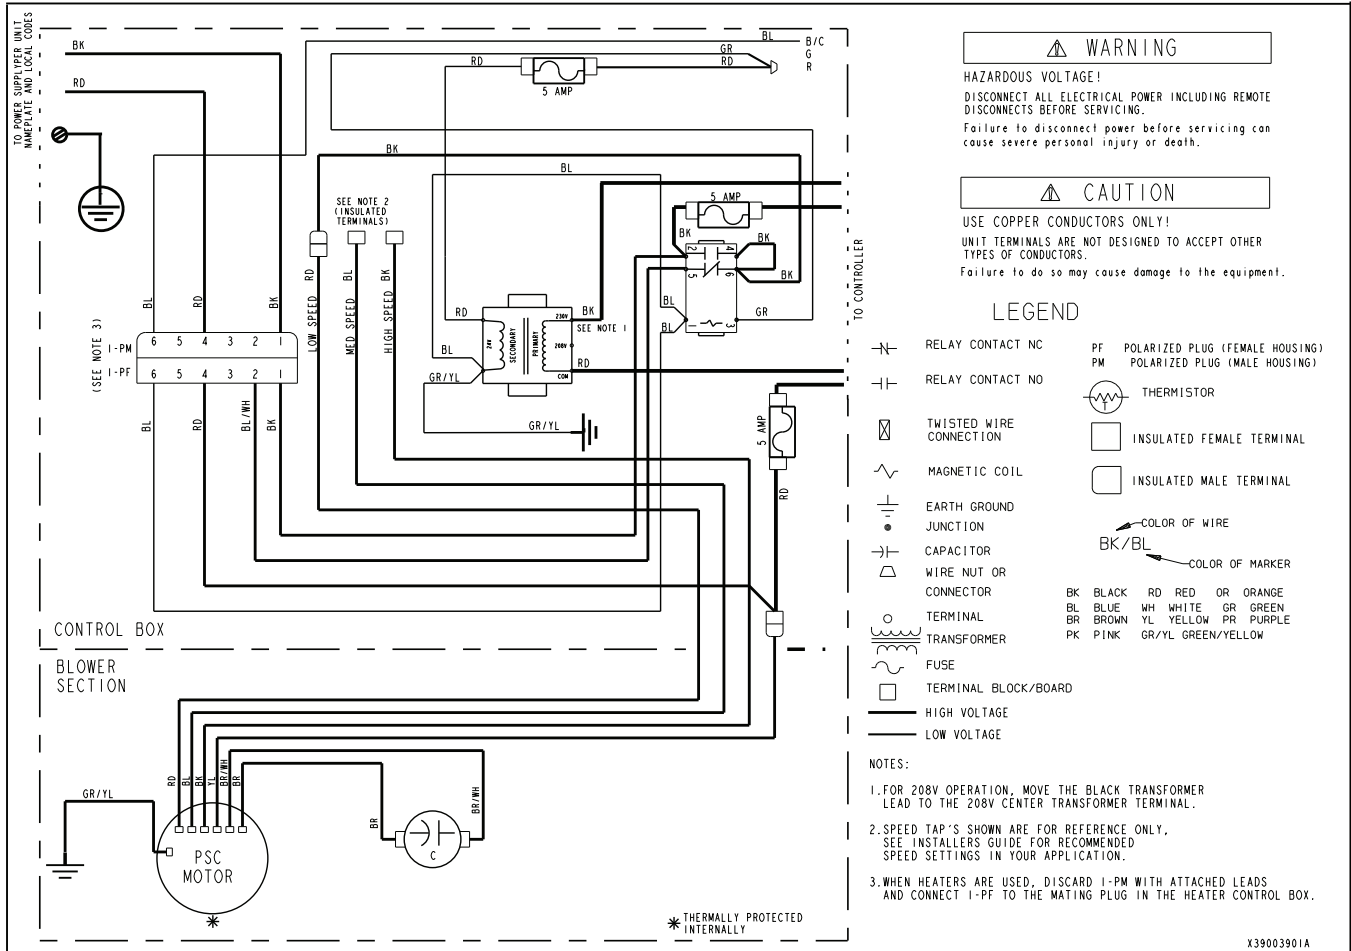 TO POWER SUPPLYPER UNIT
NAMEPLATE AND LOCAL CODES
BK
RD
BL
B/C
GR
G
RD
RD
R
5 AMP
BK
BL
SEE NOTE 2
(INSULATED
TERMINALS)
5 AMP
BK
2
4
BK
5
6
BK
TO CONTROLLER
BL
RD
BK
RD
BL
BK
LOW SPEED
MED SPEED
HIGH SPEED
RD
BK
230V
SEE NOTE 1
24V
SECONDARY
PRIMARY
208V
COM
RD
BL
BL
1
3
GR
BL
GR/YL
GR/YL
(SEE NOTE 3)
1-PM
6 5 4 3 2 1
1-PF
6 5 4 3 2 1
BL
RD
BL/WH
BK
5 AMP
RD
CONTROL BOX
BLOWER
SECTION
RD
BL
BK
YL
BR/WH
BR
GR/YL
BR
BR/WH
C
PSC
MOTOR
*
* THERMALLY PROTECTED
INTERNALLY
WARNING
HAZARDOUS VOLTAGE!
DISCONNECT ALL ELECTRICAL POWER INCLUDING REMOTE
DISCONNECTS BEFORE SERVICING.
Failure to disconnect power before servicing can
cause severe personal injury or death.
CAUTION
USE COPPER CONDUCTORS ONLY!
UNIT TERMINALS ARE NOT DESIGNED TO ACCEPT OTHER
TYPES OF CONDUCTORS.
Failure to do so may cause damage to the equipment.
LEGEND
RELAY CONTACT NC
RELAY CONTACT NO
TWISTED WIRE
CONNECTION
MAGNETIC COIL
EARTH GROUND
JUNCTION
CAPACITOR
WIRE NUT OR
CONNECTOR
TERMINAL
TRANSFORMER
FUSE
TERMINAL BLOCK/BOARD
HIGH VOLTAGE
LOW VOLTAGE
PF POLARIZED PLUG (FEMALE HOUSING)
PM POLARIZED PLUG (MALE HOUSING)
T
THERMISTOR
INSULATED FEMALE TERMINAL
INSULATED MALE TERMINAL
COLOR OF WIRE
BK/BL
COLOR OF MARKER
BK BLACK RD RED OR ORANGE
BL BLUE WH WHITE GR GREEN
BR BROWN YL YELLOW PR PURPLE
PK PINK GR/YL GREEN/YELLOW
NOTES:
1.FOR 208V OPERATION, MOVE THE BLACK TRANSFORMER
LEAD TO THE 208V CENTER TRANSFORMER TERMINAL.
2.SPEED TAP'S SHOWN ARE FOR REFERENCE ONLY,
SEE INSTALLERS GUIDE FOR RECOMMENDED
SPEED SETTINGS IN YOUR APPLICATION.
3.WHEN HEATERS ARE USED, DISCARD 1-PM WITH ATTACHED LEADS
AND CONNECT 1-PF TO THE MATING PLUG IN THE HEATER CONTROL BOX.
X39003901A